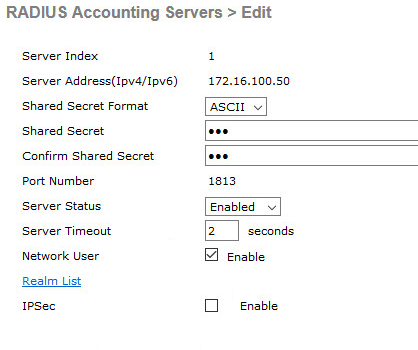 RADIUS Accounting Servers > Edit
Server Index 1
Server Address(Ipv4/Ipv6) 172.16.100.50
Shared Secret Format ASCII
Shared Secret •••
Confirm Shared Secret •••
Port Number 1813
Server Status Enabled
Server Timeout 2 seconds
Network User Enable
Realm List
IPSec Enable